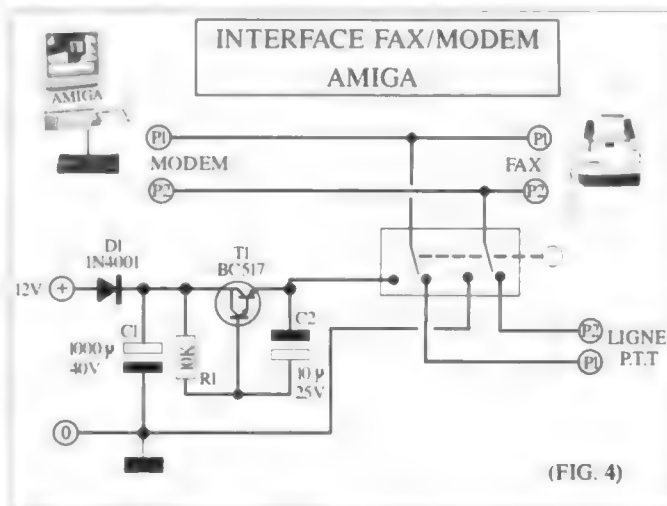 INTERFACE FAX/MODEM
AMIGA
AMIGA
P1
P1
MODEM
FAX
P2
P2
D1
1N4001
T1
BC517
12V
+
C1
1000 µ
40V
10K
R1
C2
10 µ
25V
P2
LIGNE
P.T.T
P1
0
(FIG. 4)